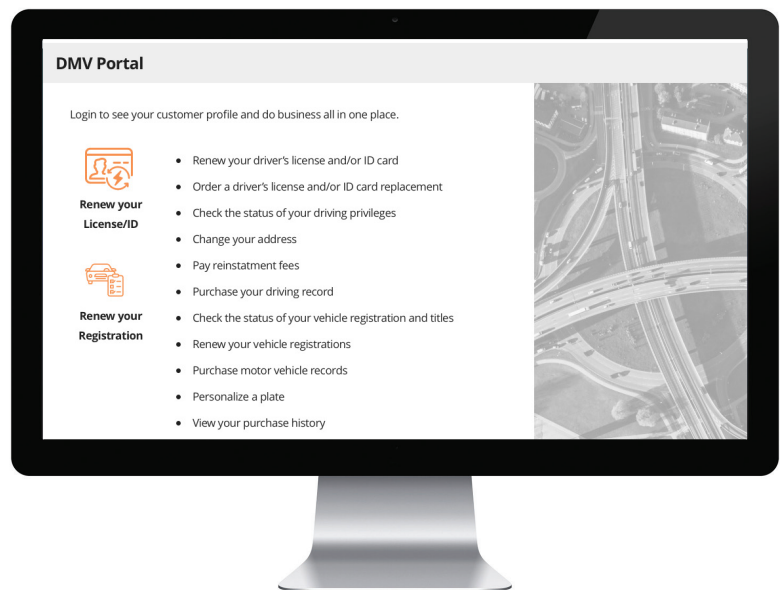 DMV Portal
Login to see your customer profile and do business all in one place.
Renew your
License/ID
Renew your
Registration
• Renew your driver’s license and/or ID card
• Order a driver’s license and/or ID card replacement
• Check the status of your driving privileges
• Change your address
• Pay reinstatment fees
• Purchase your driving record
• Check the status of your vehicle registration and titles
• Renew your vehicle registrations
• Purchase motor vehicle records
• Personalize a plate
• View your purchase history